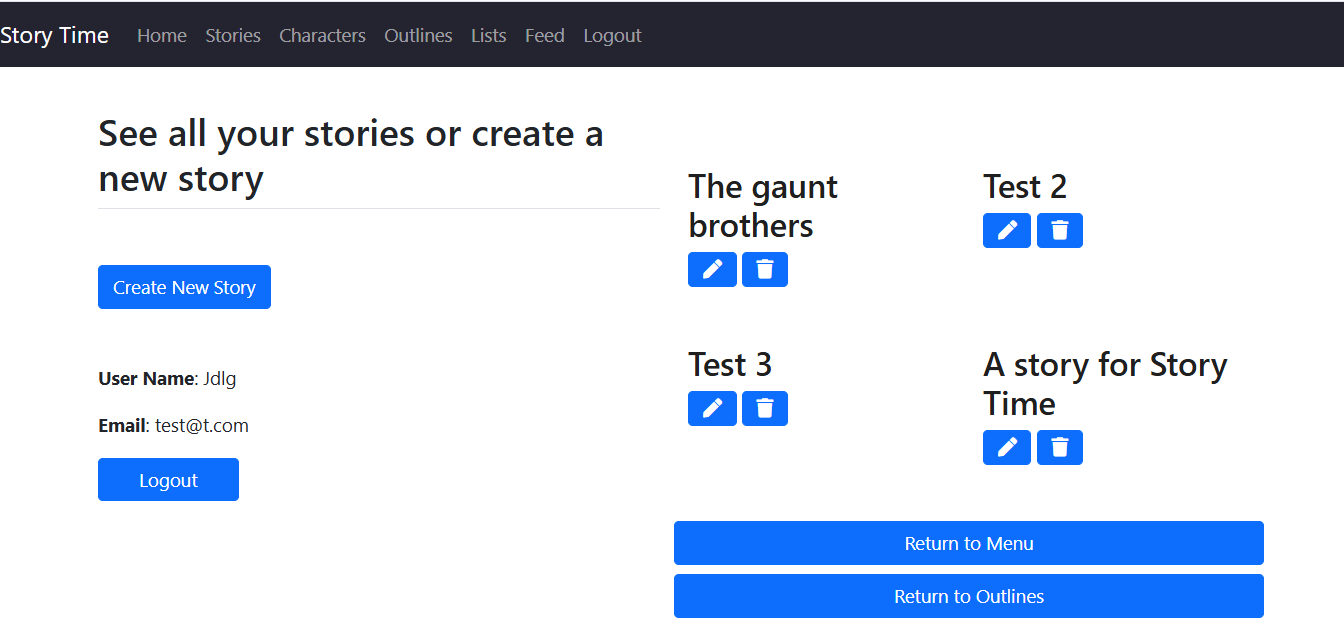 Story Time Home Stories Characters Outlines Lists Feed Logout
See all your stories or create a
new story
Create New Story
User Name: Jdlg
Email: test@t.com
Logout
The gaunt
brothers
Test 2
Test 3
A story for Story
Time
Return to Menu
Return to Outlines